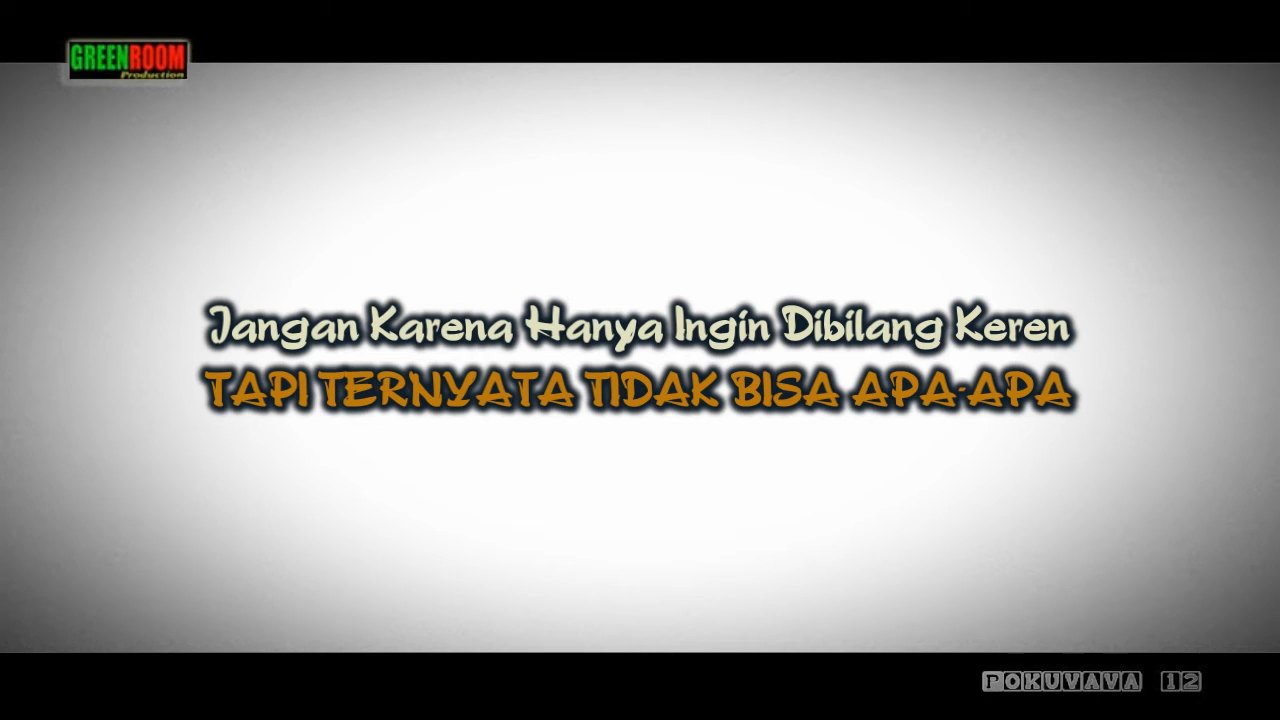 GREENROOM
Production
Jangan Karena Hanya Ingin Dibilang Keren
TAPI TERNYATA TIDAK BISA APA-APA
POKUVAVA 12